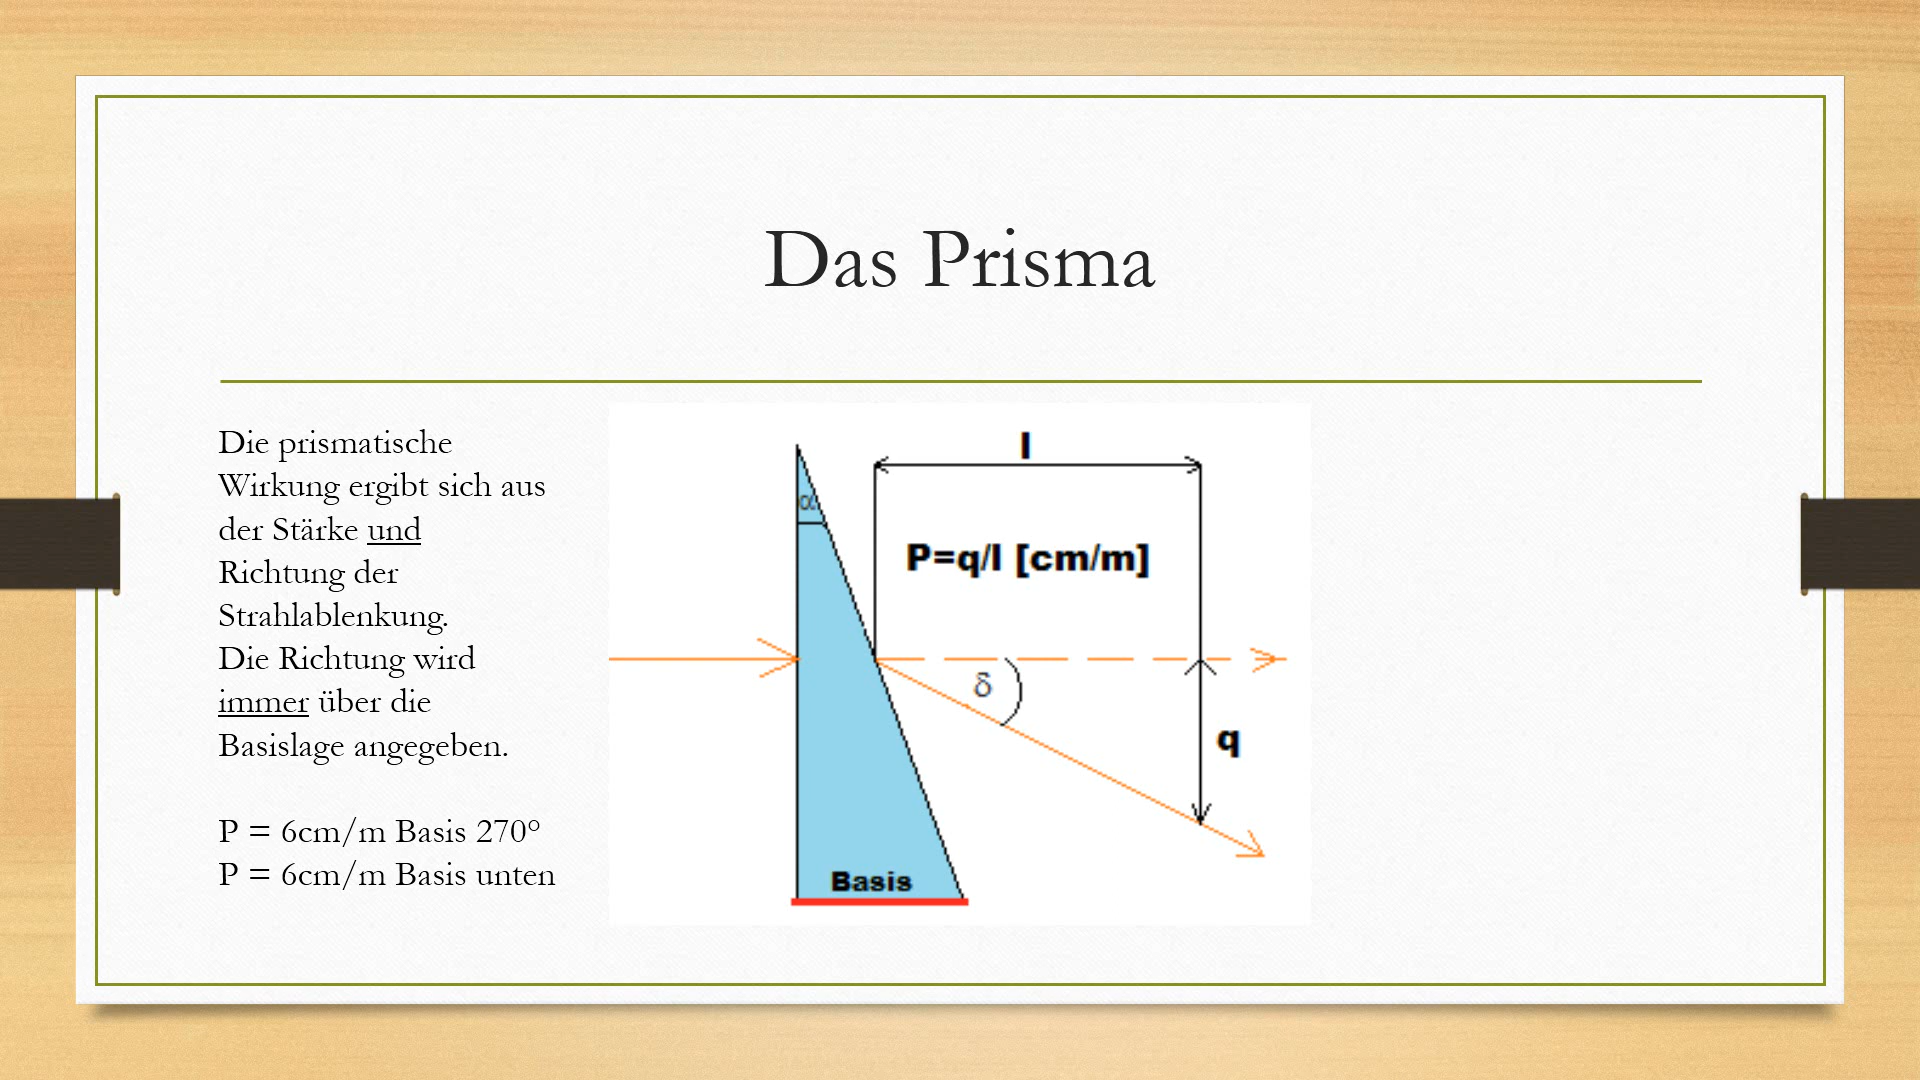 Das Prisma
Die prismatische
Wirkung ergibt sich aus
der Stärke und
Richtung der
Strahlablenkung.
Die Richtung wird
immer über die
Basislage angegeben.
P = 6cm/m Basis 270°
P = 6cm/m Basis unten
l
α
P=q/l [cm/m]
δ
q
Basis